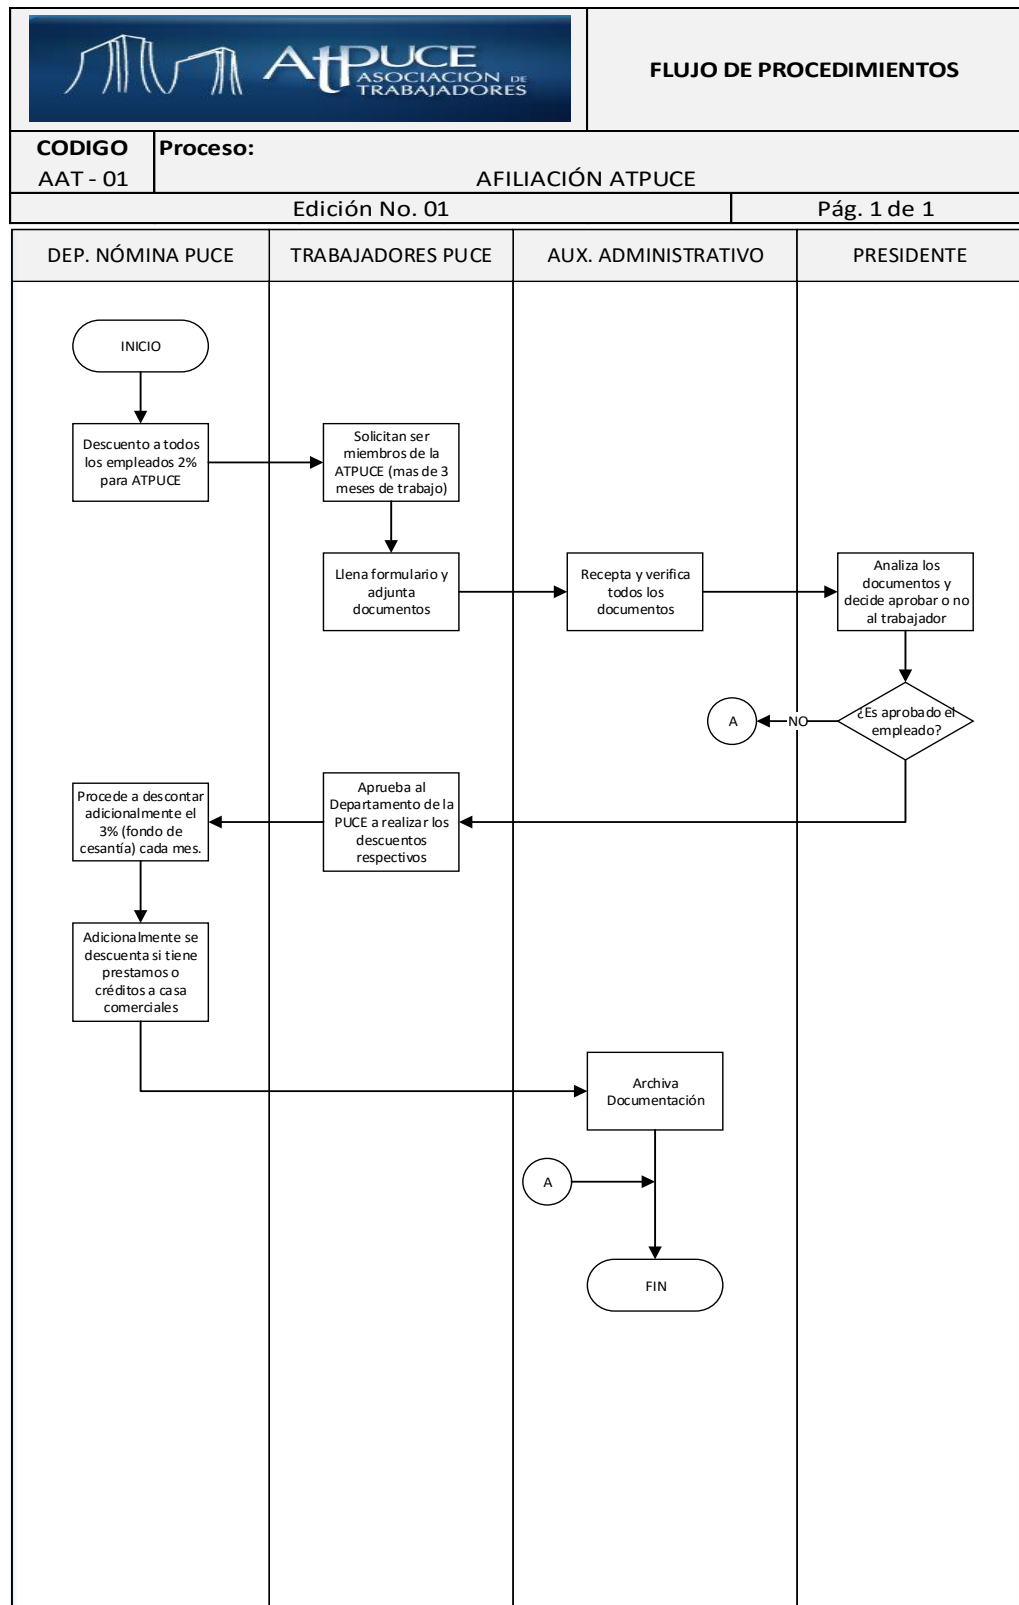 AtPUCE
ASOCIACIÓN DE
TRABAJADORES
FLUJO DE PROCEDIMIENTOS
CODIGO
AAT - 01
Proceso:
AFILIACIÓN ATPUCE
Edición No. 01
Pág. 1 de 1
DEP. NÓMINA PUCE
TRABAJADORES PUCE
AUX. ADMINISTRATIVO
PRESIDENTE
INICIO
Descuento a todos
los empleados 2%
para ATPUCE
Solicitan ser
miembros de la
ATPUCE (mas de 3
meses de trabajo)
Llena formulario y
adjunta
documentos
Recepta y verifica
todos los
documentos
Analiza los
documentos y
decide aprobar o no
al trabajador
¿Es aprobado el
empleado?
NO
A
Aprueba al
Departamento de la
PUCE a realizar los
descuentos
respectivos
Procede a descontar
adicionalmente el
3% (fondo de
cesantía) cada mes.
Adicionalmente se
descuenta si tiene
prestamos o
créditos a casa
comerciales
Archiva
Documentación
A
FIN